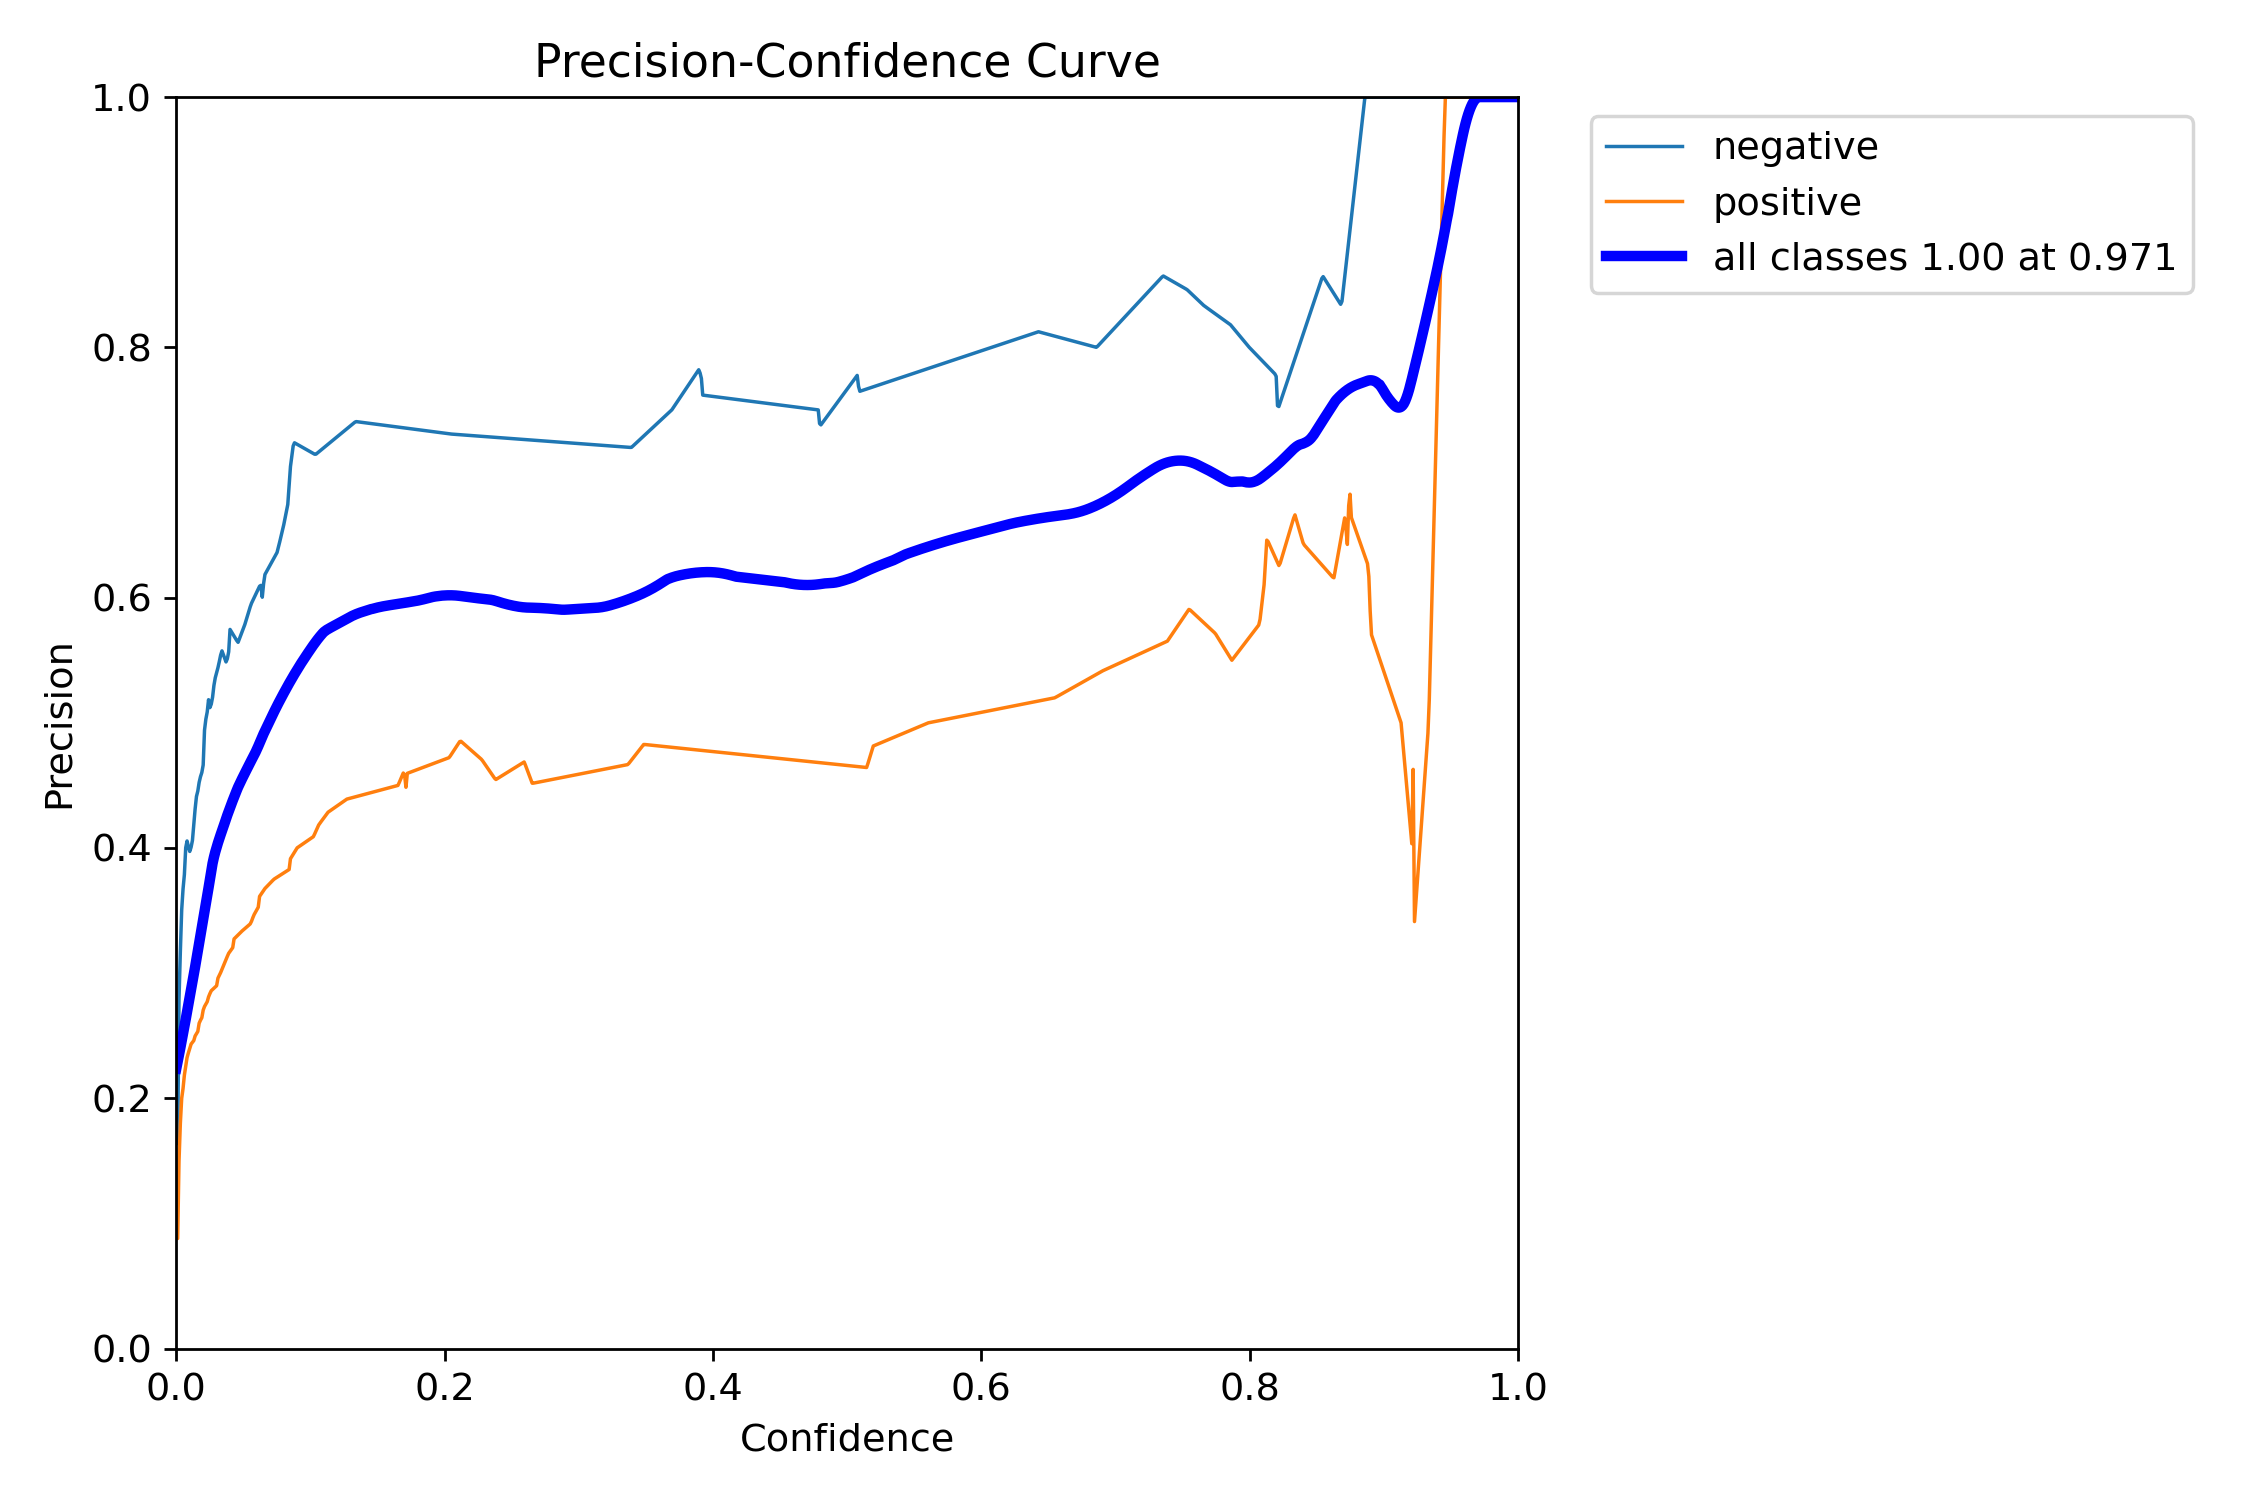 Precision-Confidence Curve
1.0
0.8
0.6
0.4
0.2
0.0
Precision
0.0 0.2 0.4 0.6 0.8 1.0
Confidence
negative
positive
all classes 1.00 at 0.971